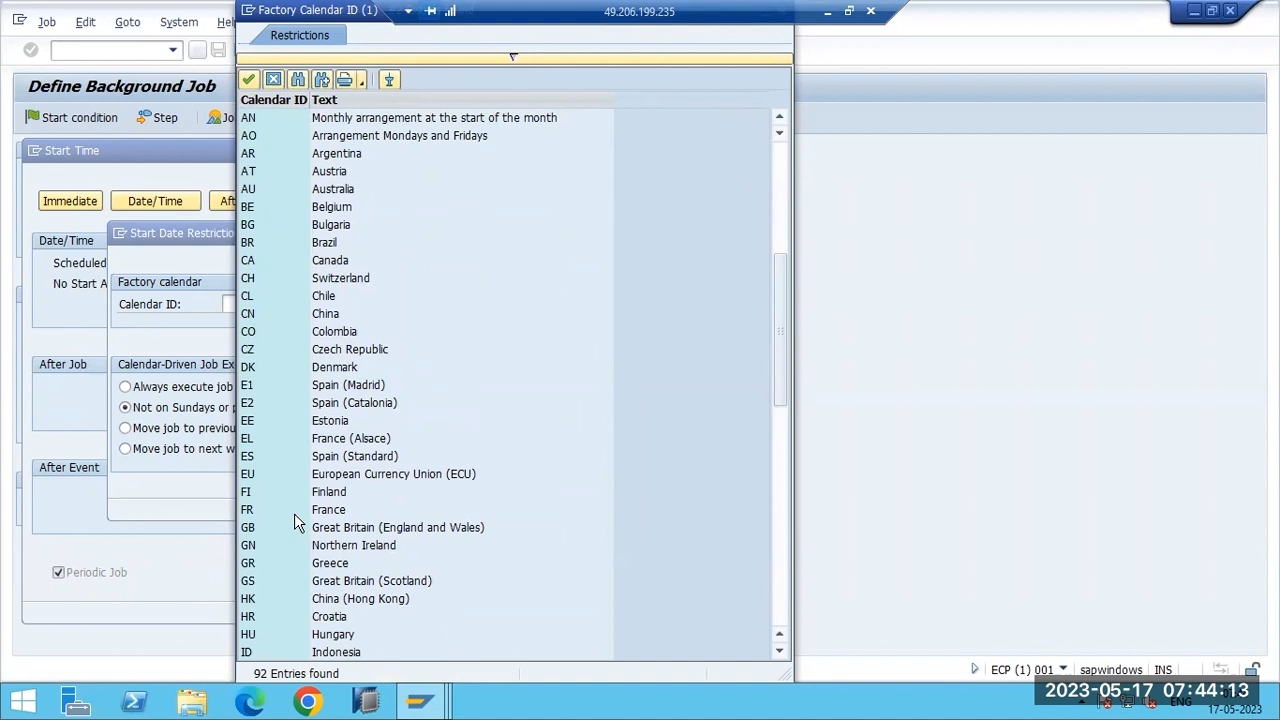 Job Edit Goto System He
Factory Calendar ID (1)
49.206.199.235
Restrictions
Define Background Job
Start condition Step Jo
Start Time
Immediate Date/Time Aft
Date/Time
Scheduled
No Start A
Start Date Restrictio
Factory calendar
Calendar ID:
After Job
Calendar-Driven Job Ex
Always execute job
Not on Sundays or p
Move job to previou
Move job to next w
After Event
Periodic Job
Calendar ID Text
AN Monthly arrangement at the start of the month
AO Arrangement Mondays and Fridays
AR Argentina
AT Austria
AU Australia
BE Belgium
BG Bulgaria
BR Brazil
CA Canada
CH Switzerland
CL Chile
CN China
CO Colombia
CZ Czech Republic
DK Denmark
E1 Spain (Madrid)
E2 Spain (Catalonia)
EE Estonia
EL France (Alsace)
ES Spain (Standard)
EU European Currency Union (ECU)
FI Finland
FR France
GB Great Britain (England and Wales)
GN Northern Ireland
GR Greece
GS Great Britain (Scotland)
HK China (Hong Kong)
HR Croatia
HU Hungary
ID Indonesia
92 Entries found
ECP (1) 001 sapwindows INS
2023-05-17 07:44:13
ENG
17-05-2023